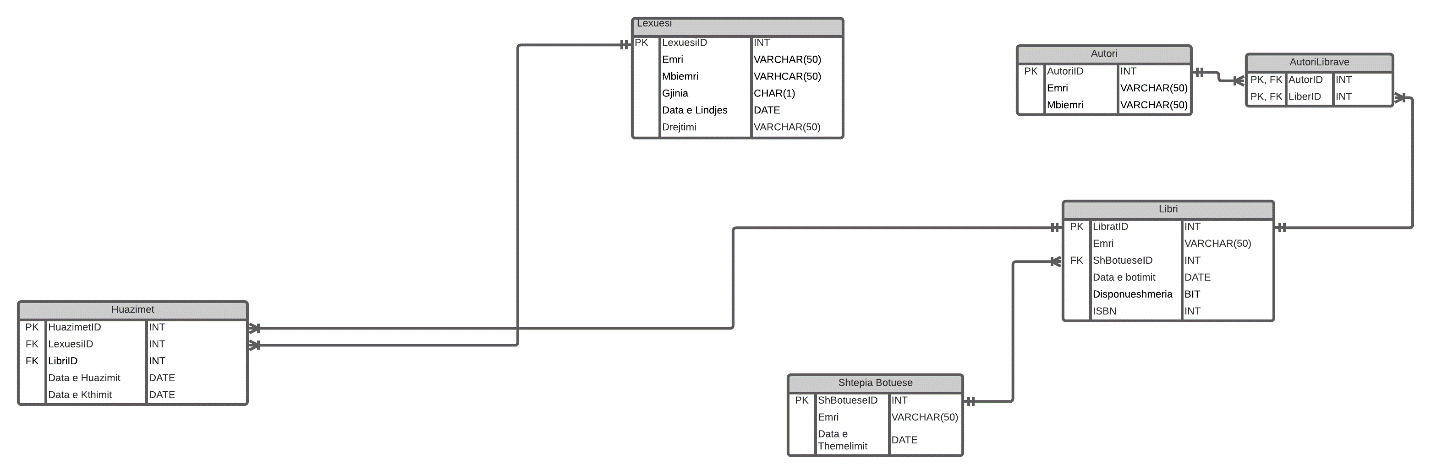 Lexuesi
PK LexuesiID INT
Emri VARCHAR(50)
Mbiemri VARHCAR(50)
Gjinia CHAR(1)
Data e Lindjes DATE
Drejtimi VARCHAR(50)
Autori
PK AutoriID INT
Emri VARCHAR(50)
Mbiemri VARCHAR(50)
AutoriLibrave
PK, FK AutorID INT
PK, FK LiberID INT
Libri
PK LibratID INT
Emri VARCHAR(50)
FK ShBotueseID INT
Data e botimit DATE
Disponueshmeria BIT
ISBN INT
Huazimet
PK HuazimetID INT
FK LexuesiID INT
FK LibriID INT
Data e Huazimit DATE
Data e Kthimit DATE
Shtepia Botuese
PK ShBotueseID INT
Emri VARCHAR(50)
Data e
Themelimit DATE